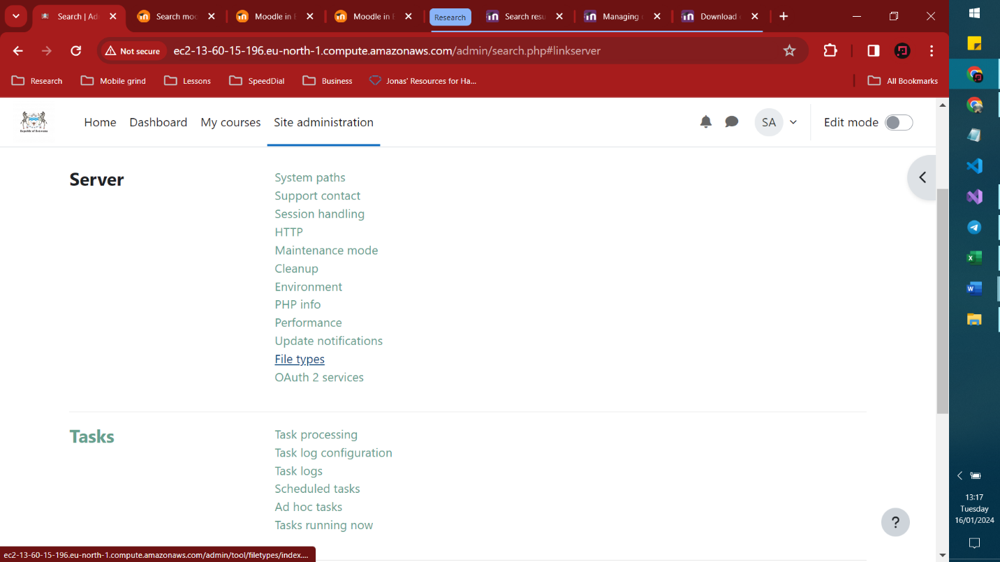 Search | Ad
Search moo
Moodle in E
Moodle in E
Research
Search resu
Managing
Download
Not secure
ec2-13-60-15-196.eu-north-1.compute.amazonaws.com/admin/search.php#linkserver
Research
Mobile grind
Lessons
SpeedDial
Business
Jonas' Resources for Ha...
All Bookmarks
Republic of Botswana
Home
Dashboard
My courses
Site administration
SA
Edit mode
Server
System paths
Support contact
Session handling
HTTP
Maintenance mode
Cleanup
Environment
PHP info
Performance
Update notifications
File types
OAuth 2 services
Tasks
Task processing
Task log configuration
Task logs
Scheduled tasks
Ad hoc tasks
Tasks running now
?
ec2-13-60-15-196.eu-north-1.compute.amazonaws.com/admin/tool/filetypes/index....
13:17
Tuesday
16/01/2024